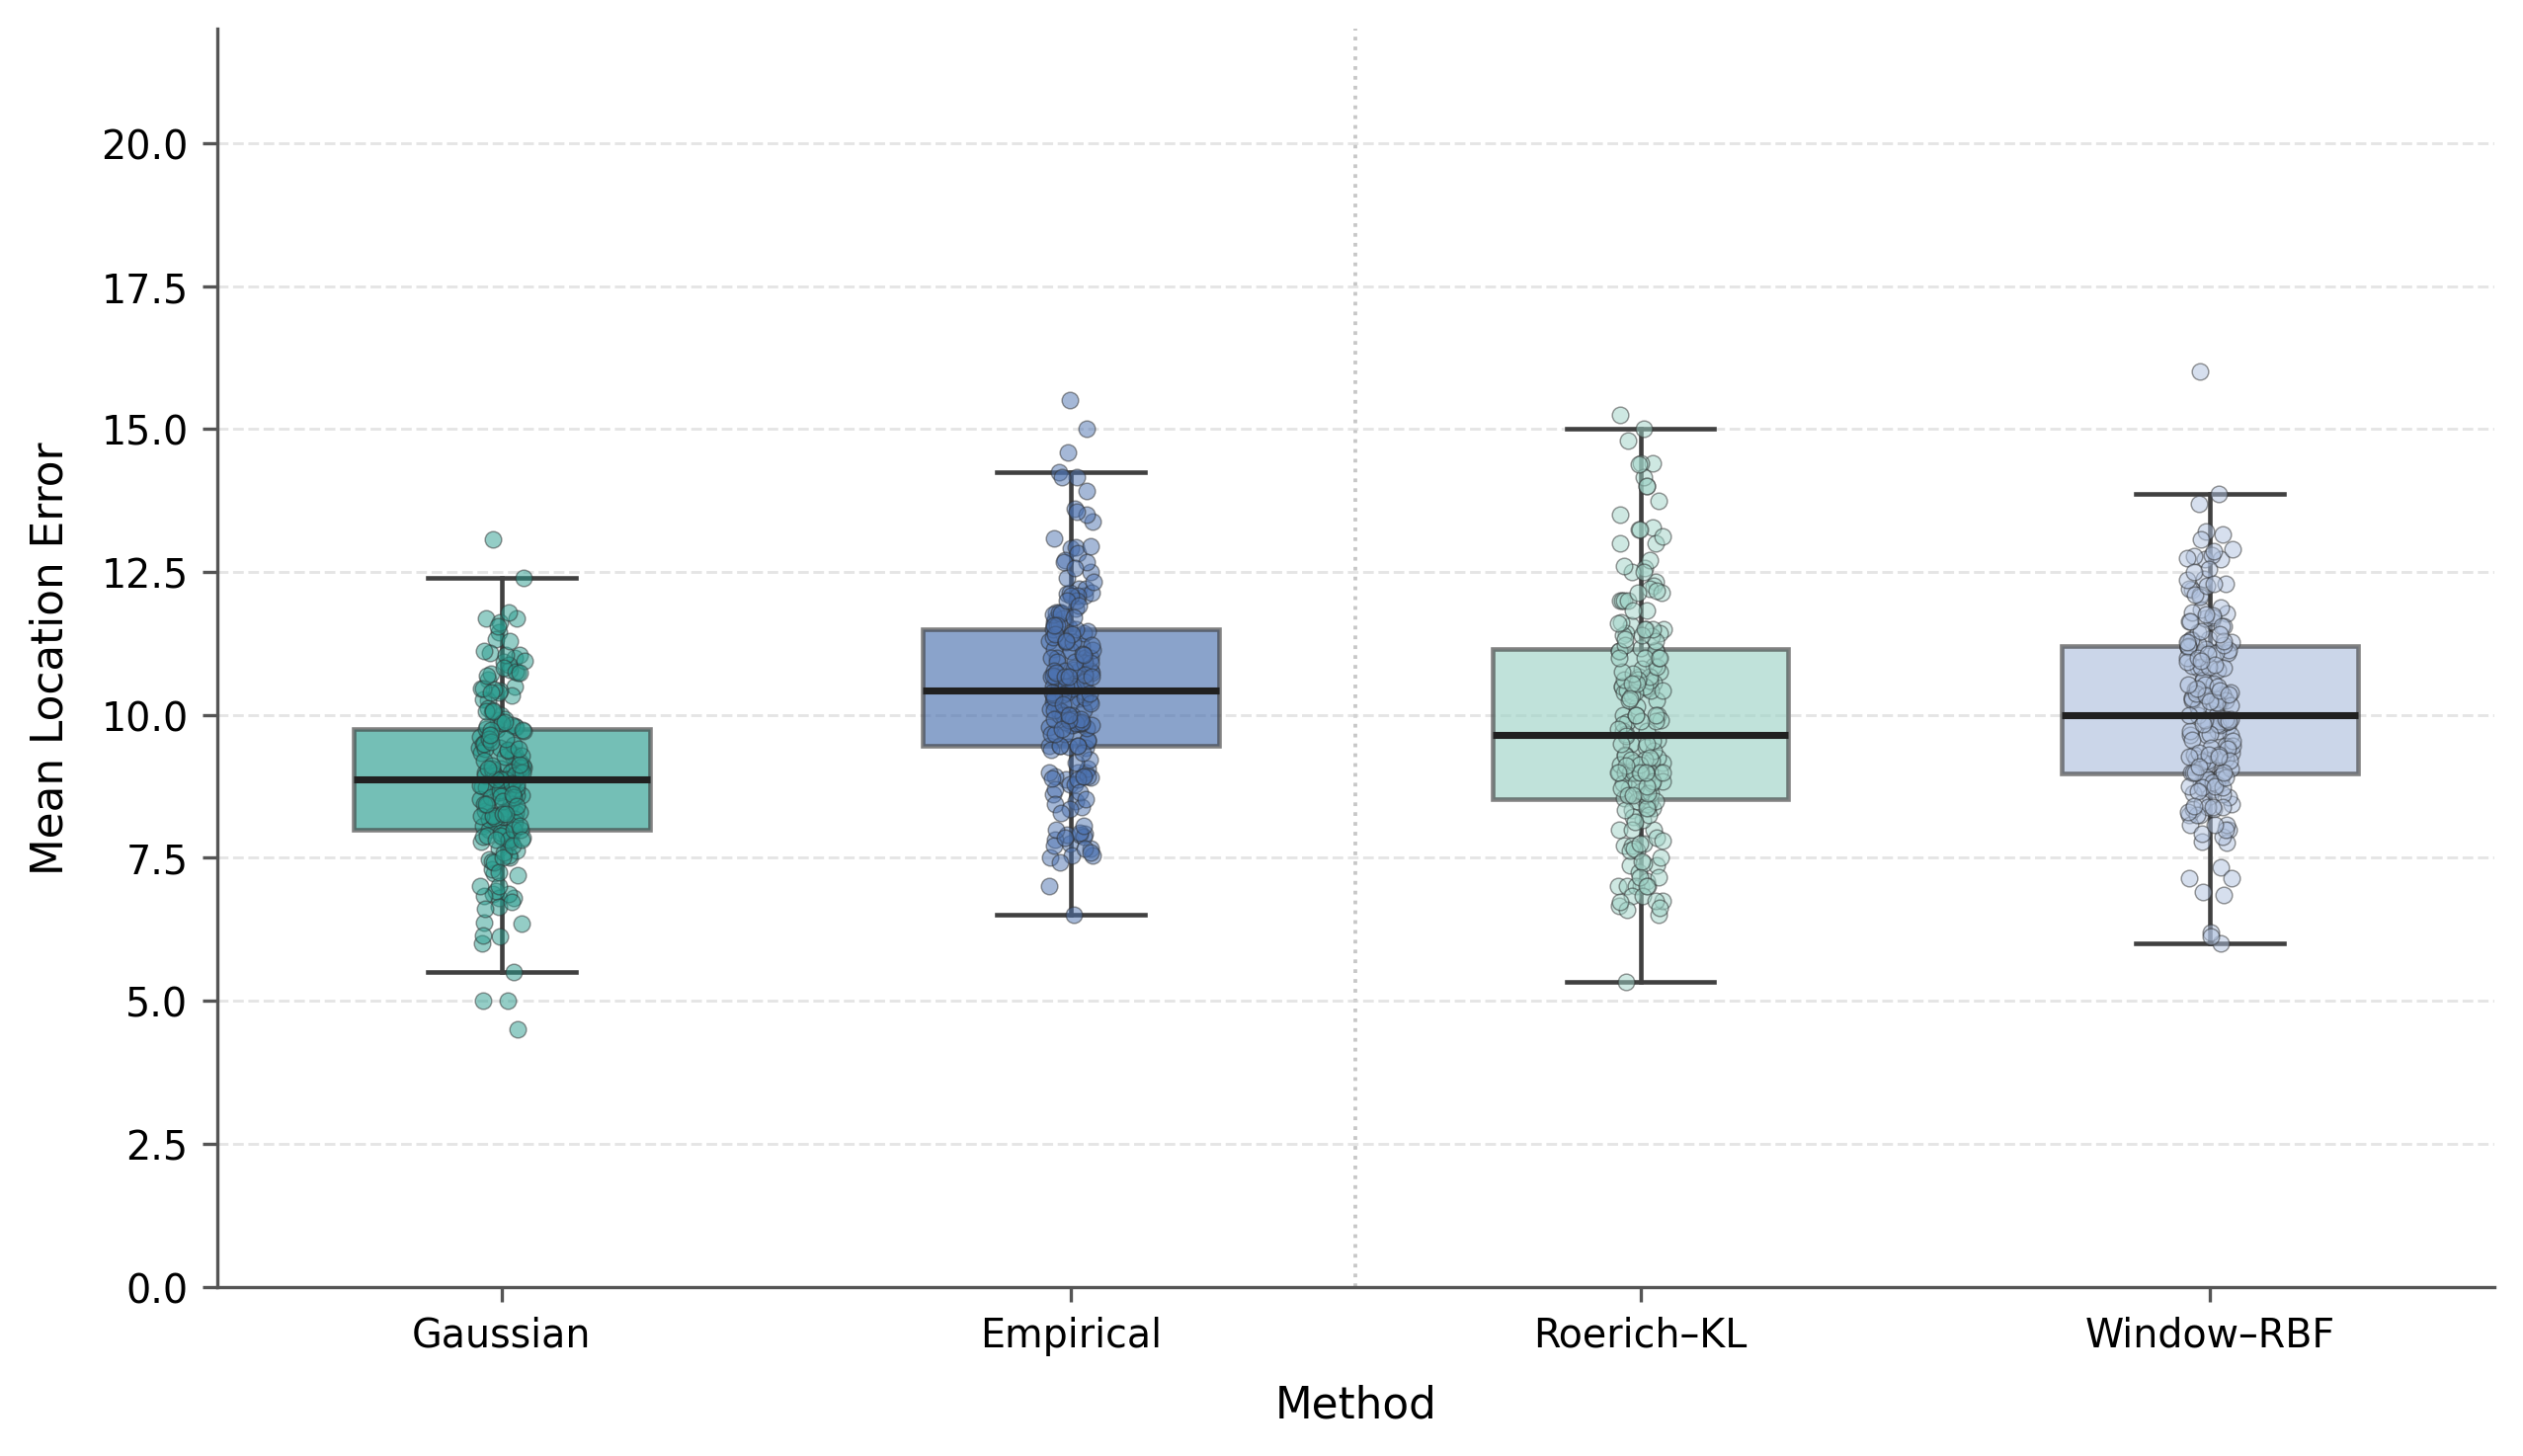 Mean Location Error
20.0
17.5
15.0
12.5
10.0
7.5
5.0
2.5
0.0
Gaussian
Empirical
Roerich–KL
Window–RBF
Method